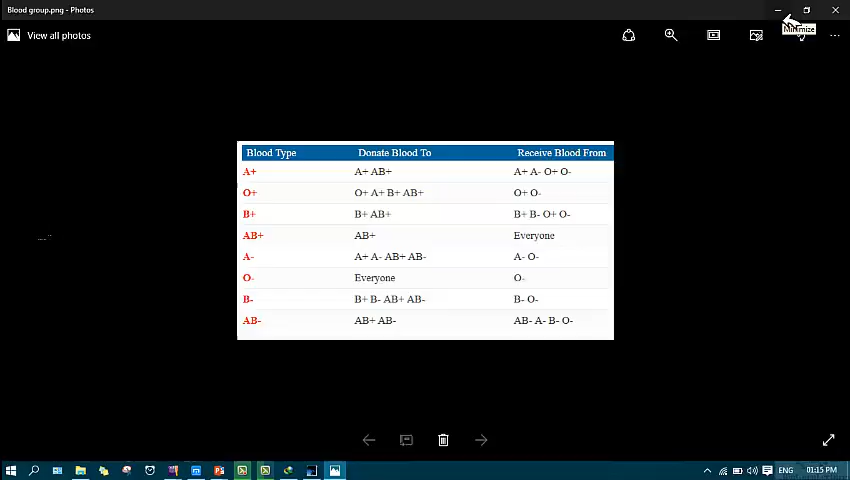 Blood group.png - Photos
Minimize
View all photos
Blood Type Donate Blood To Receive Blood From
A+ A+ AB+ A+ A- O+ O-
O+ O+ A+ B+ AB+ O+ O-
B+ B+ AB+ B+ B- O+ O-
AB+ AB+ Everyone
A- A+ A- AB+ AB- A- O-
O- Everyone O-
B- B+ B- AB+ AB- B- O-
AB- AB+ AB- AB- A- B- O-
ENG 01:15 PM